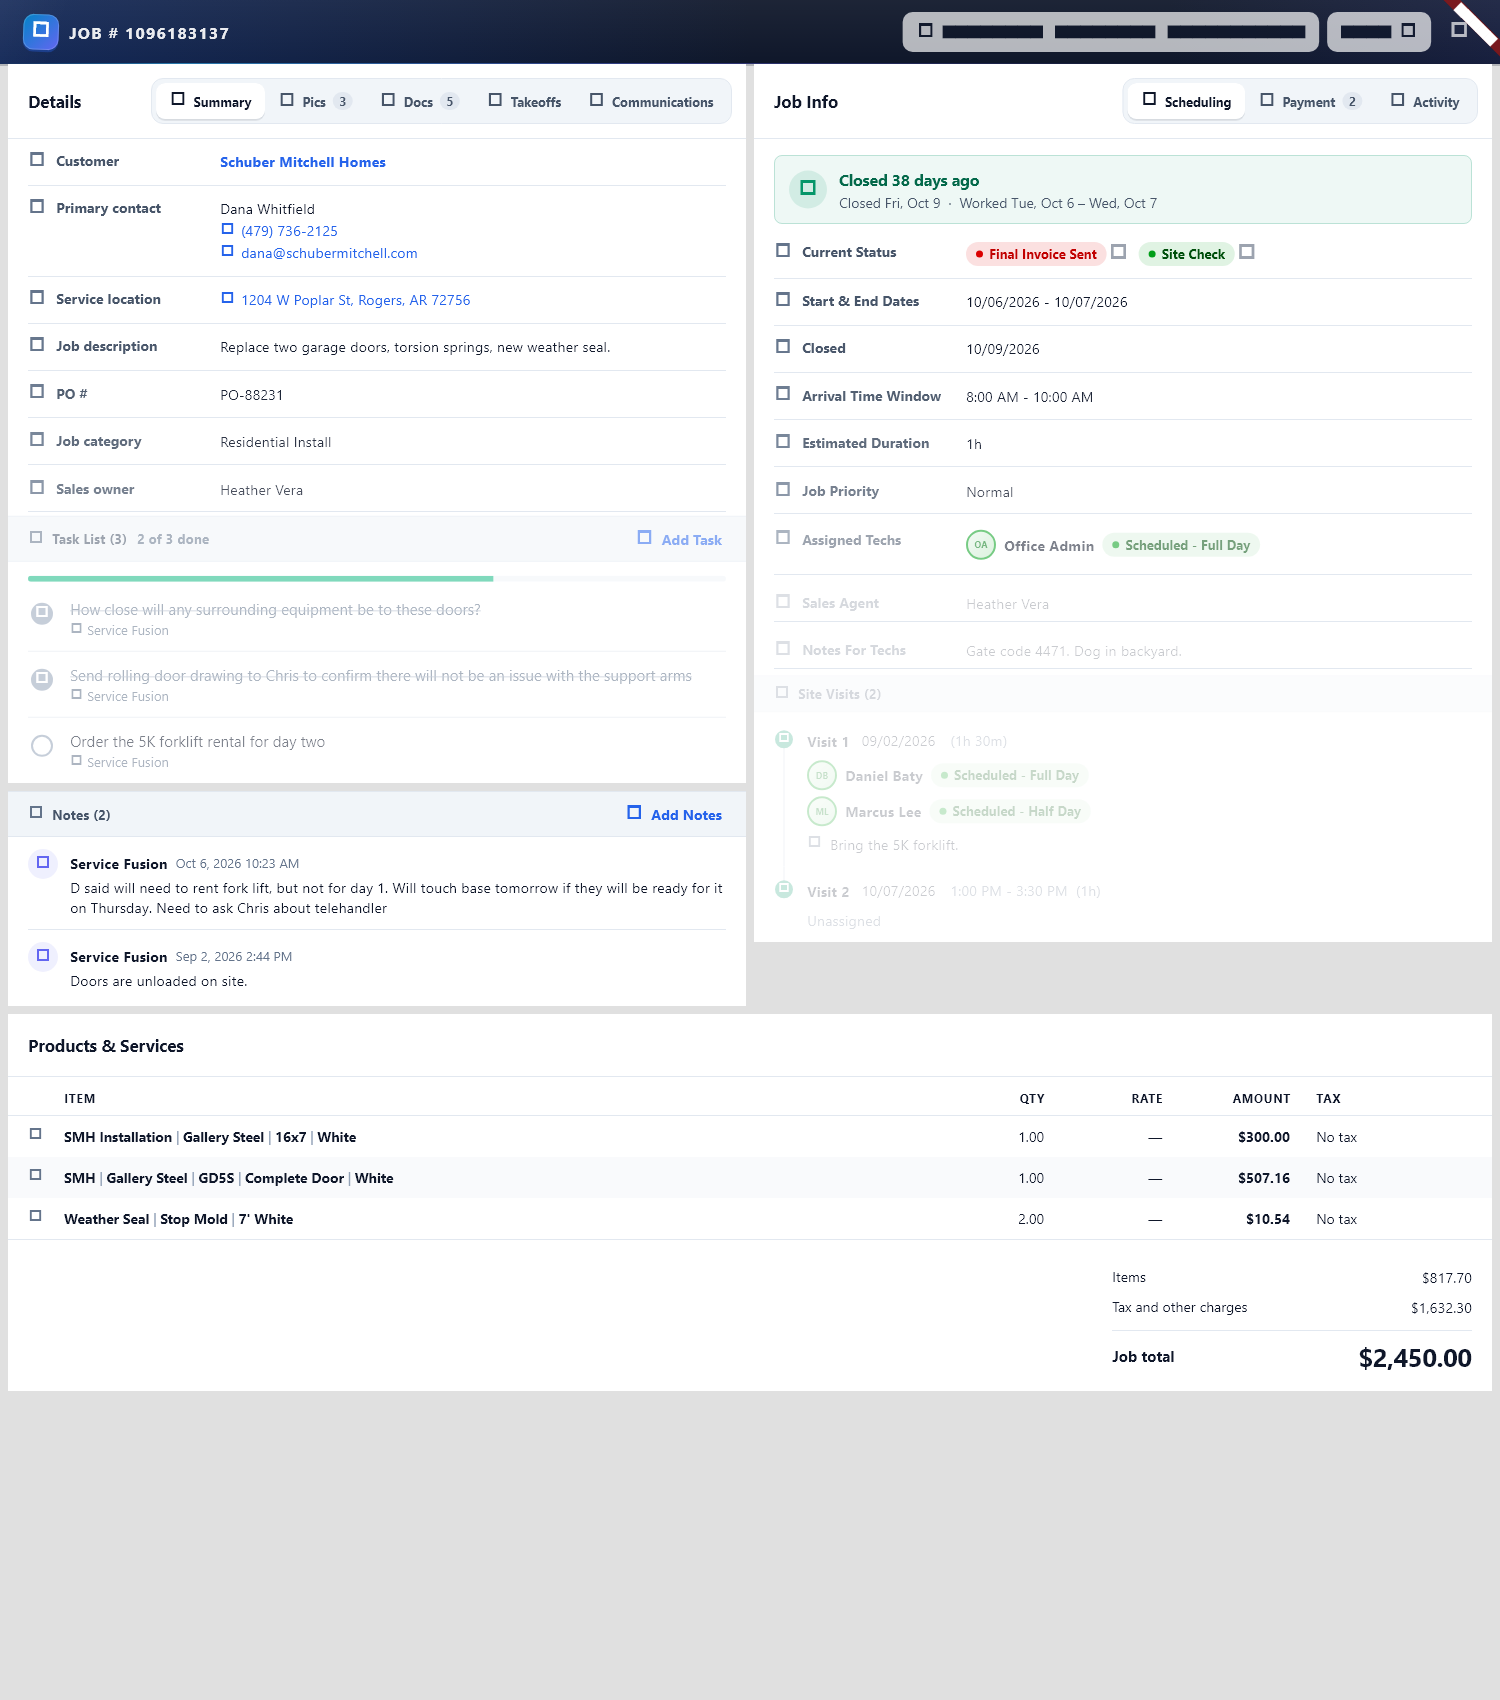 JOB # 1096183137
Details
Summary
Pics 3
Docs 5
Takeoffs
Communications
Customer
Schuber Mitchell Homes
Primary contact
Dana Whitfield
(479) 736-2125
dana@schubermitchell.com
Service location
1204 W Poplar St, Rogers, AR 72756
Job description
Replace two garage doors, torsion springs, new weather seal.
PO #
PO-88231
Job category
Residential Install
Sales owner
Heather Vera
Task List (3) 2 of 3 done
Add Task
How close will any surrounding equipment be to these doors?
Service Fusion
Send rolling door drawing to Chris to confirm there will not be an issue with the support arms
Service Fusion
Order the 5K forklift rental for day two
Service Fusion
Notes (2)
Add Notes
Service Fusion Oct 6, 2026 10:23 AM
D said will need to rent fork lift, but not for day 1. Will touch base tomorrow if they will be ready for it
on Thursday. Need to ask Chris about telehandler
Service Fusion Sep 2, 2026 2:44 PM
Doors are unloaded on site.
Job Info
Scheduling
Payment 2
Activity
Closed 38 days ago
Closed Fri, Oct 9 · Worked Tue, Oct 6 – Wed, Oct 7
Current Status
Final Invoice Sent
Site Check
Start & End Dates
10/06/2026 - 10/07/2026
Closed
10/09/2026
Arrival Time Window
8:00 AM - 10:00 AM
Estimated Duration
1h
Job Priority
Normal
Assigned Techs
OA Office Admin Scheduled - Full Day
Sales Agent
Heather Vera
Notes For Techs
Gate code 4471. Dog in backyard.
Site Visits (2)
Visit 1 09/02/2026 (1h 30m)
DB Daniel Baty Scheduled - Full Day
ML Marcus Lee Scheduled - Half Day
Bring the 5K forklift.
Visit 2 10/07/2026 1:00 PM - 3:30 PM (1h)
Unassigned
Products & Services
ITEM QTY RATE AMOUNT TAX
SMH Installation | Gallery Steel | 16x7 | White 1.00 — $300.00 No tax
SMH | Gallery Steel | GD5S | Complete Door | White 1.00 — $507.16 No tax
Weather Seal | Stop Mold | 7' White 2.00 — $10.54 No tax
Items $817.70
Tax and other charges $1,632.30
Job total $2,450.00